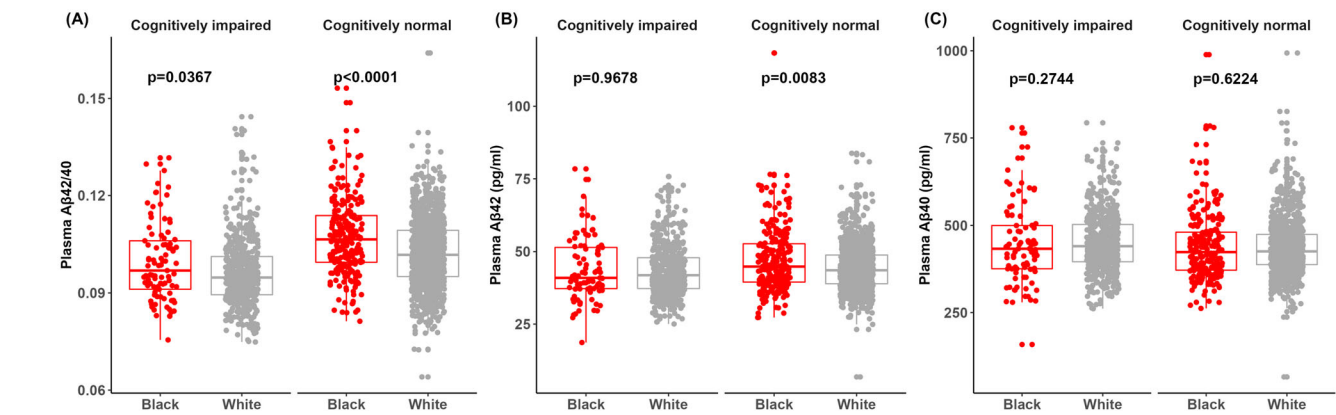 (A)
Cognitively impaired
Cognitively normal
p=0.0367
p<0.0001
Plasma Aβ42/40
0.15
0.12
0.09
0.06
Black
White
Black
White
(B)
Cognitively impaired
Cognitively normal
p=0.9678
p=0.0083
Plasma Aβ42 (pg/ml)
100
75
50
25
Black
White
Black
White
(C)
Cognitively impaired
Cognitively normal
p=0.2744
p=0.6224
Plasma Aβ40 (pg/ml)
1000
750
500
250
Black
White
Black
White